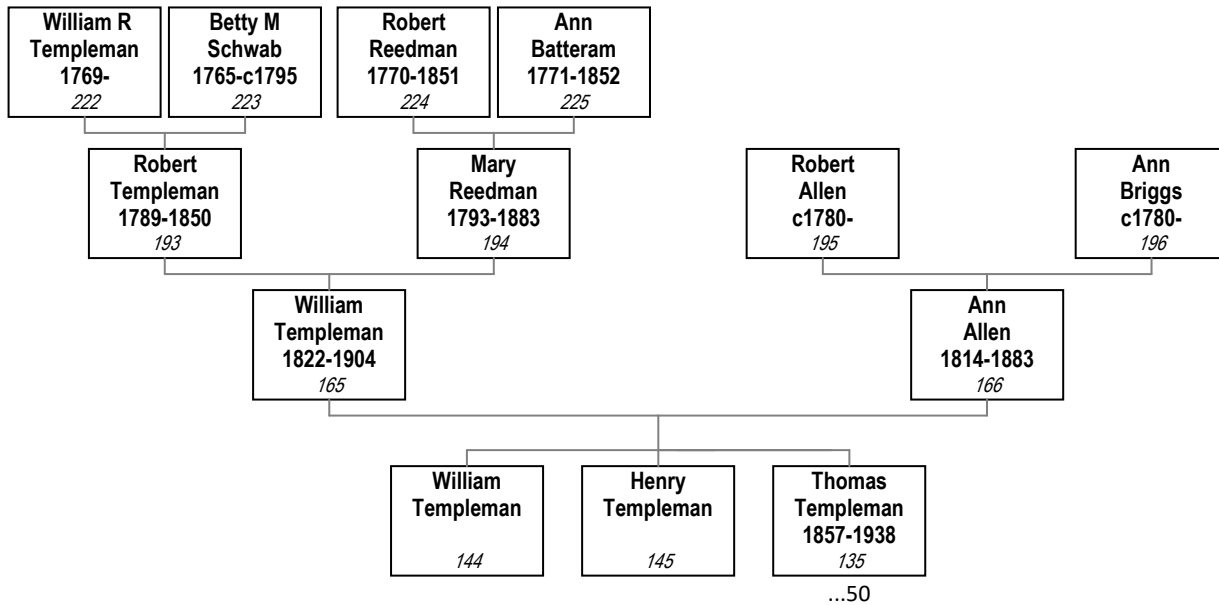 William R
Templeman
1769-
222
Betty M
Schwab
1765-c1795
223
Robert
Reedman
1770-1851
224
Ann
Batteram
1771-1852
225
Robert
Templeman
1789-1850
193
Mary
Reedman
1793-1883
194
Robert
Allen
c1780-
195
Ann
Briggs
c1780-
196
William
Templeman
1822-1904
165
Ann
Allen
1814-1883
166
William
Templeman
144
Henry
Templeman
145
Thomas
Templeman
1857-1938
135
...50